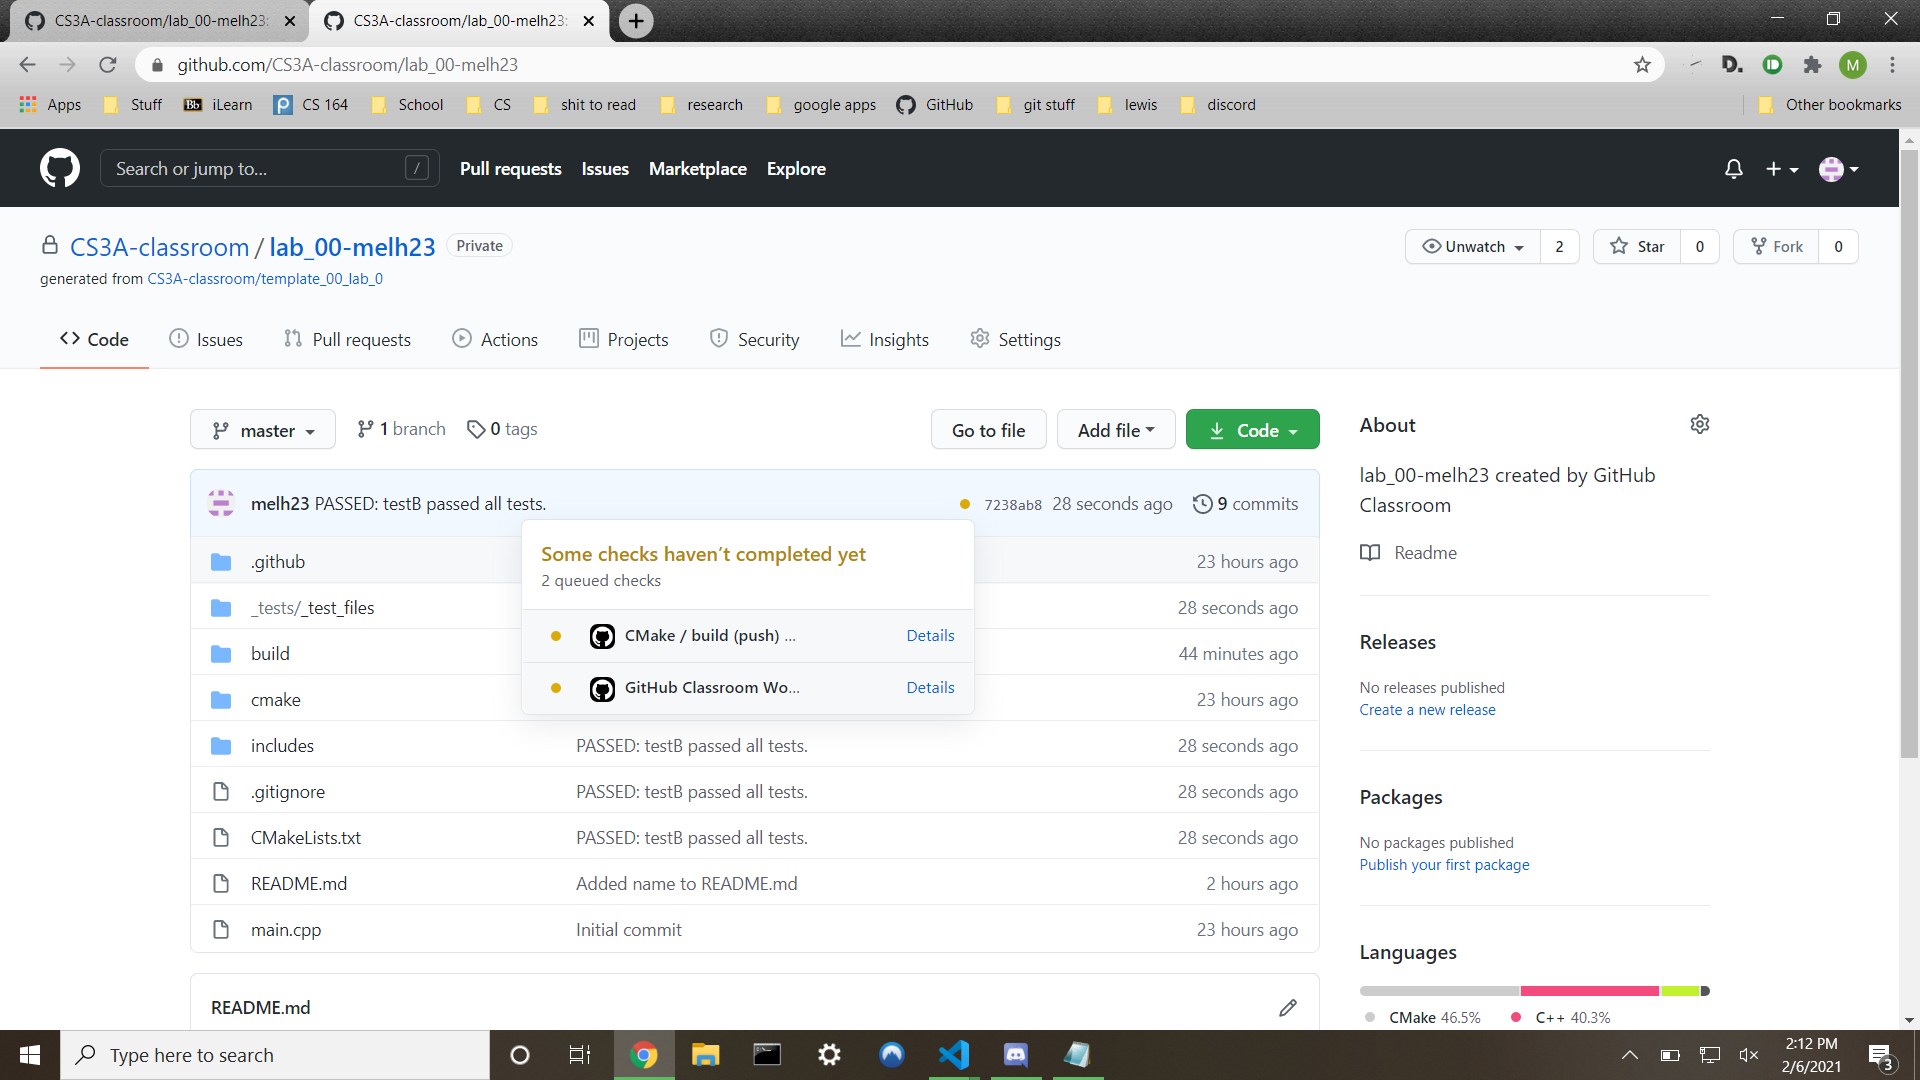 CS3A-classroom/lab_00-melh23: CS3A-classroom/lab_00-melh23:
github.com/CS3A-classroom/lab_00-melh23 D. M
Apps Stuff Bb iLearn CS 164 School CS shit to read research google apps GitHub git stuff lewis discord Other bookmarks
Search or jump to... / Pull requests Issues Marketplace Explore
CS3A-classroom / lab_00-melh23 Private Unwatch 2 Star 0 Fork 0
generated from CS3A-classroom/template_00_lab_0
Code Issues Pull requests Actions Projects Security Insights Settings
master 1 branch 0 tags Go to file Add file Code
About
lab_00-melh23 created by GitHub
Classroom
Readme
melh23 PASSED: testB passed all tests. 7238ab8 28 seconds ago 9 commits
Some checks haven't completed yet
2 queued checks
CMake / build (push) ... Details
GitHub Classroom Wo... Details
.github 23 hours ago
_tests/_test_files 28 seconds ago
build 44 minutes ago
cmake 23 hours ago
includes PASSED: testB passed all tests. 28 seconds ago
.gitignore PASSED: testB passed all tests. 28 seconds ago
CMakeLists.txt PASSED: testB passed all tests. 28 seconds ago
README.md Added name to README.md 2 hours ago
main.cpp Initial commit 23 hours ago
README.md
Releases
No releases published
Create a new release
Packages
No packages published
Publish your first package
Languages
CMake 46.5% C++ 40.3%
Type here to search
2:12 PM
2/6/2021
3